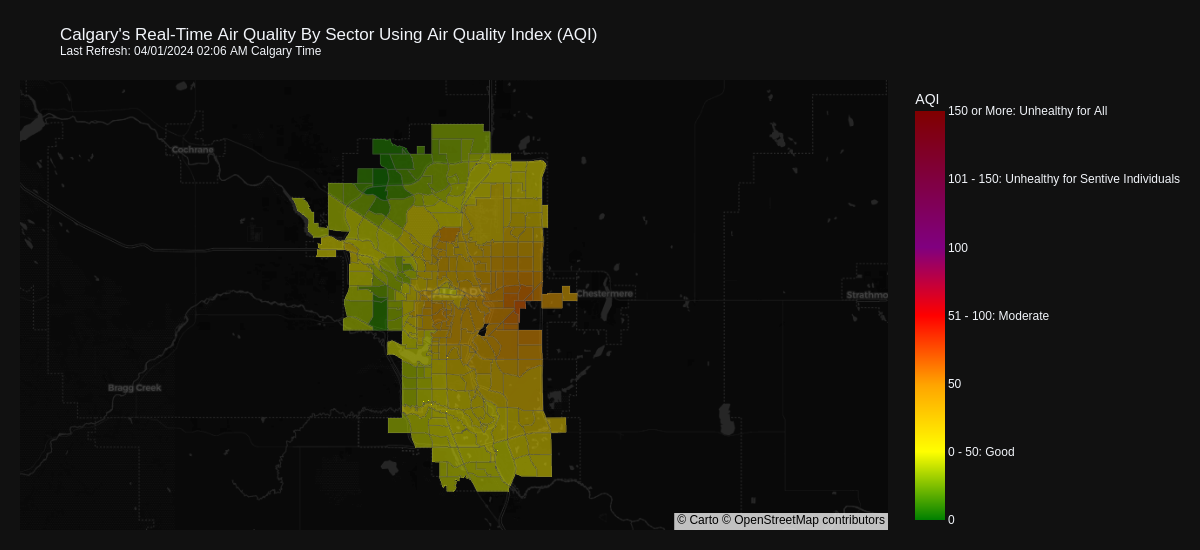 Calgary's Real-Time Air Quality By Sector Using Air Quality Index (AQI)
Last Refresh: 04/01/2024 02:06 AM Calgary Time
AQI
150 or More: Unhealthy for All
Cochrane
101 - 150: Unhealthy for Sentive Individuals
100
CALGARY
Chestermere
Strathmo
51 - 100: Moderate
50
Bragg Creek
0 - 50: Good
© Carto © OpenStreetMap contributors
0